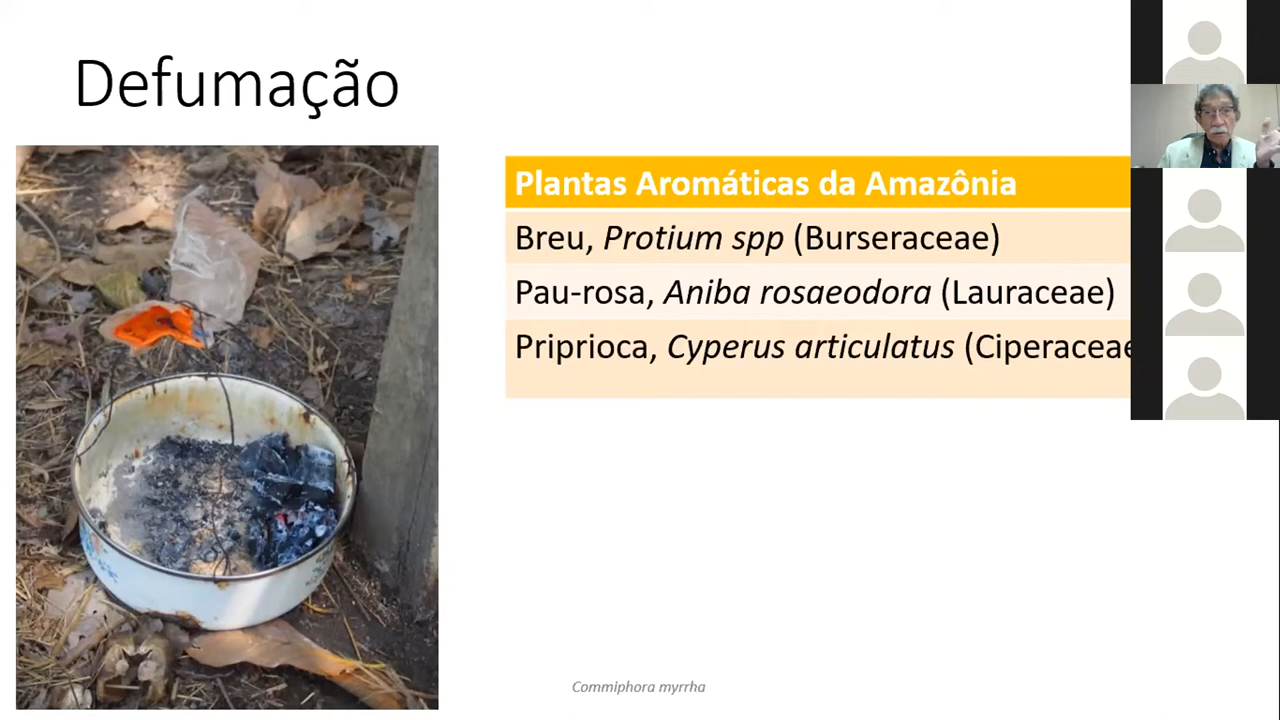 Defumação
Plantas Aromáticas da Amazônia
Breu, Protium spp (Burseraceae)
Pau-rosa, Aniba rosaeodora (Lauraceae)
Priprioca, Cyperus articulatus (Ciperaceae
Commiphora myrrha